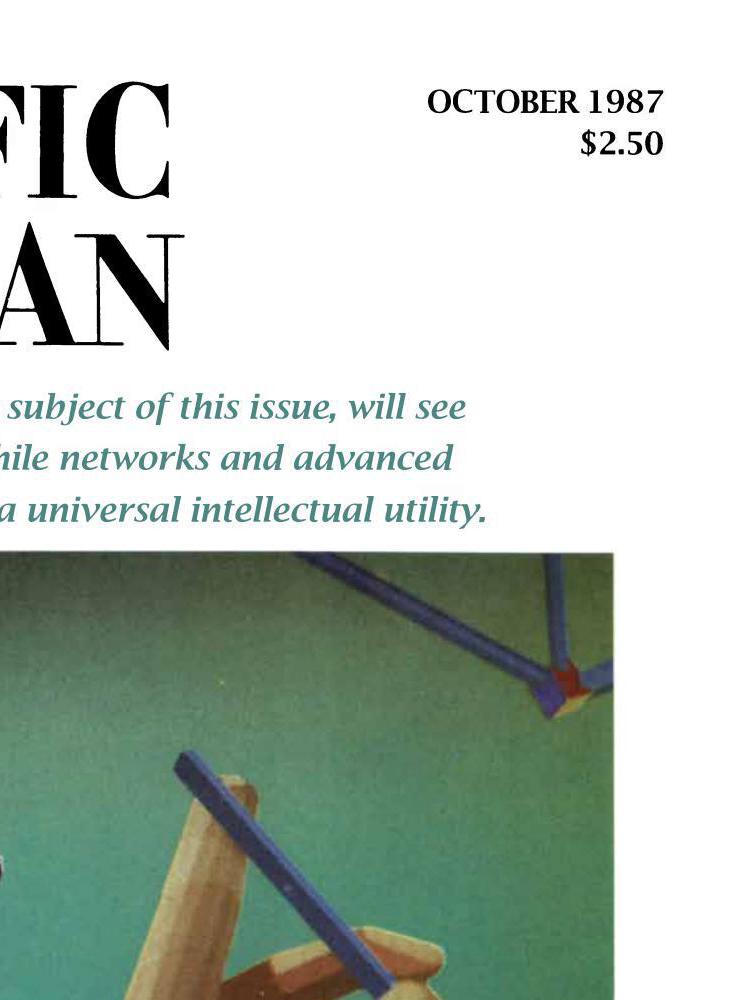 FIC
OCTOBER 1987
$2.50
AN
subject of this issue, will see
hile networks and advanced
a universal intellectual utility.